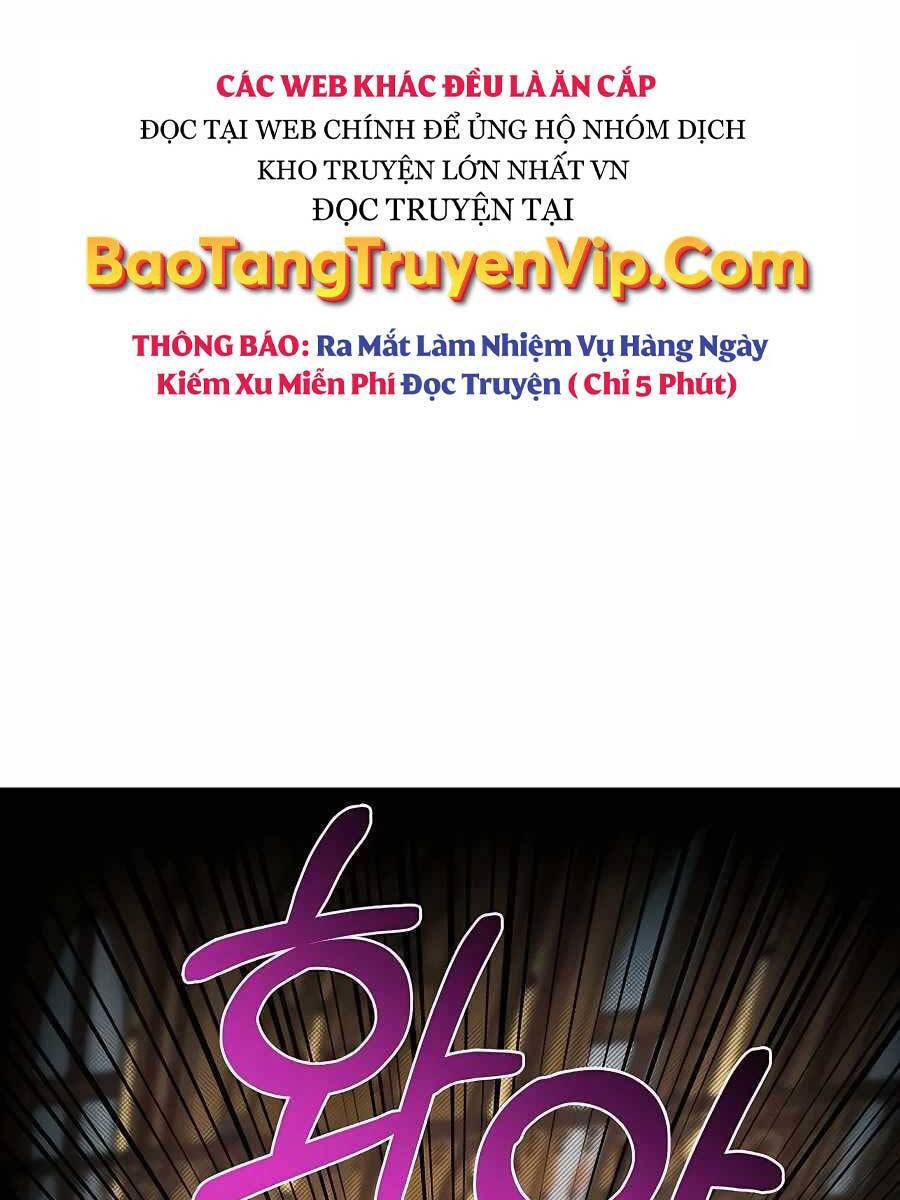 CÁC WEB KHÁC ĐỀU LÀ ĂN CẮP
ĐỌC TẠI WEB CHÍNH ĐỂ ỦNG HỘ NHÓM DỊCH
KHO TRUYỆN LỚN NHẤT VN
ĐỌC TRUYỆN TẠI
BaoTangTruyenVip.Com
THÔNG BÁO: Ra Mắt Làm Nhiệm Vụ Hàng Ngày
Kiếm Xu Miễn Phí Đọc Truyện ( Chỉ 5 Phút)
화아